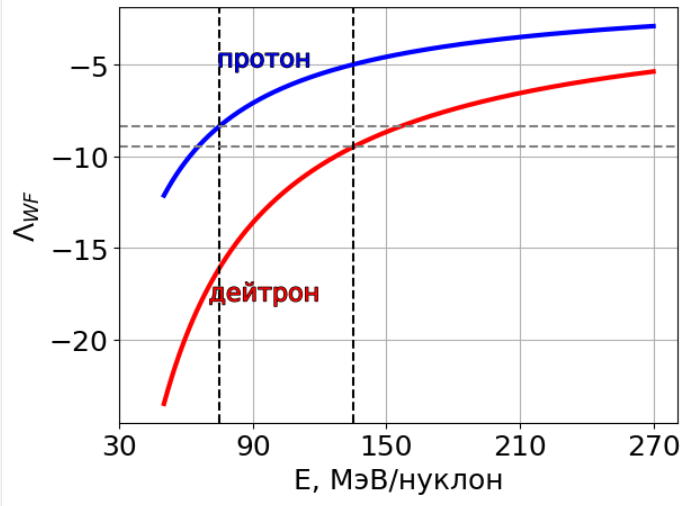 протон
−5
−10
−15
−20
Λ_WF
дейтрон
30 90 150 210 270
E, МэВ/нуклон